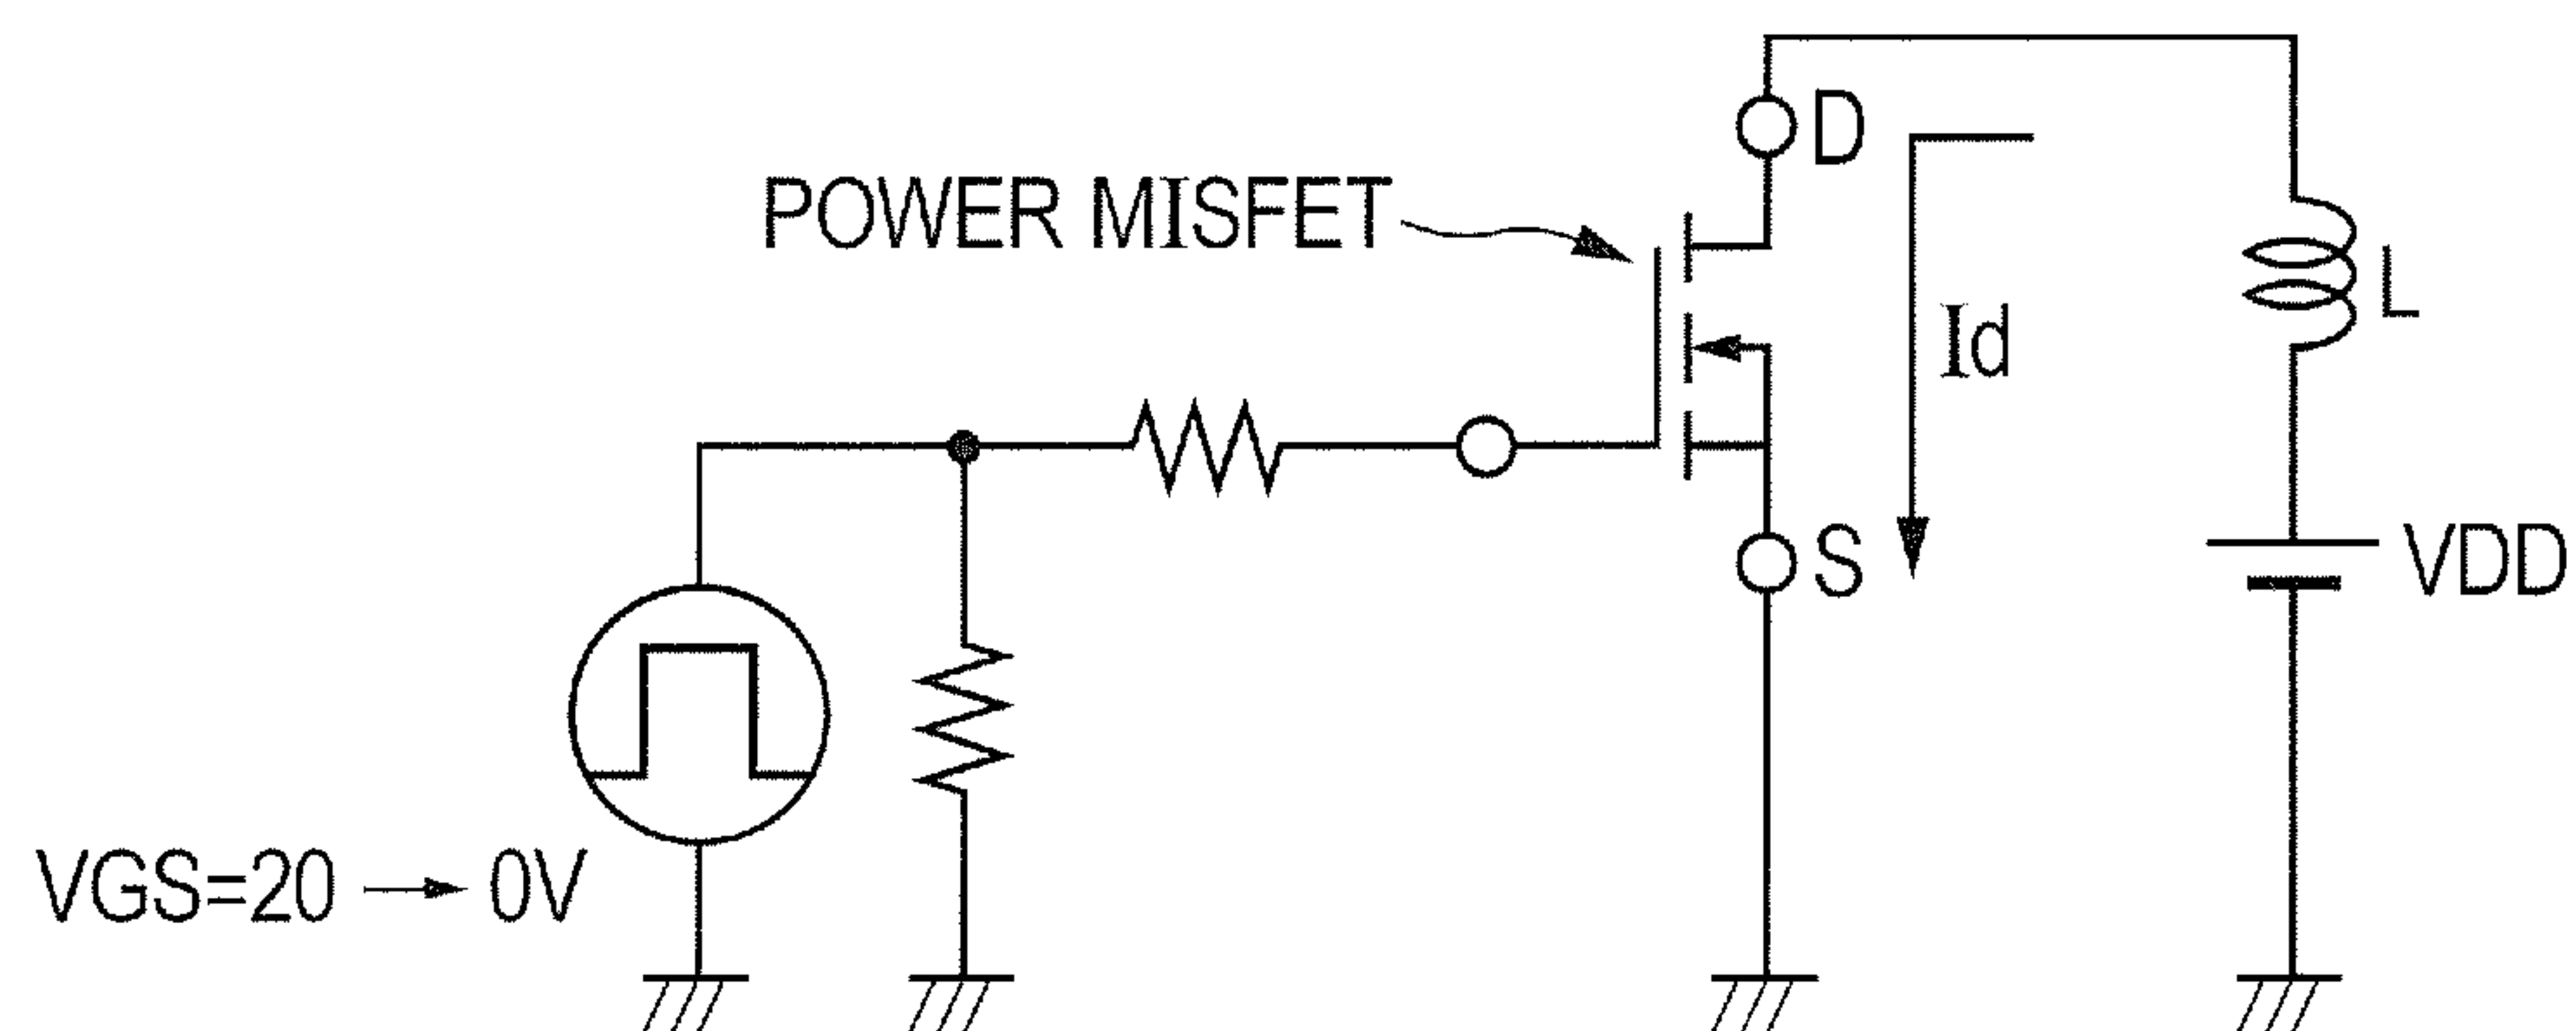 D
POWER MISFET
L
Id
S
VDD
VGS=20 → 0V